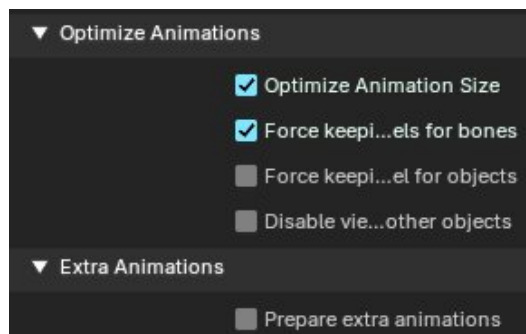 Optimize Animations
Optimize Animation Size
Force keepi...els for bones
Force keepi...el for objects
Disable vie...other objects
Extra Animations
Prepare extra animations